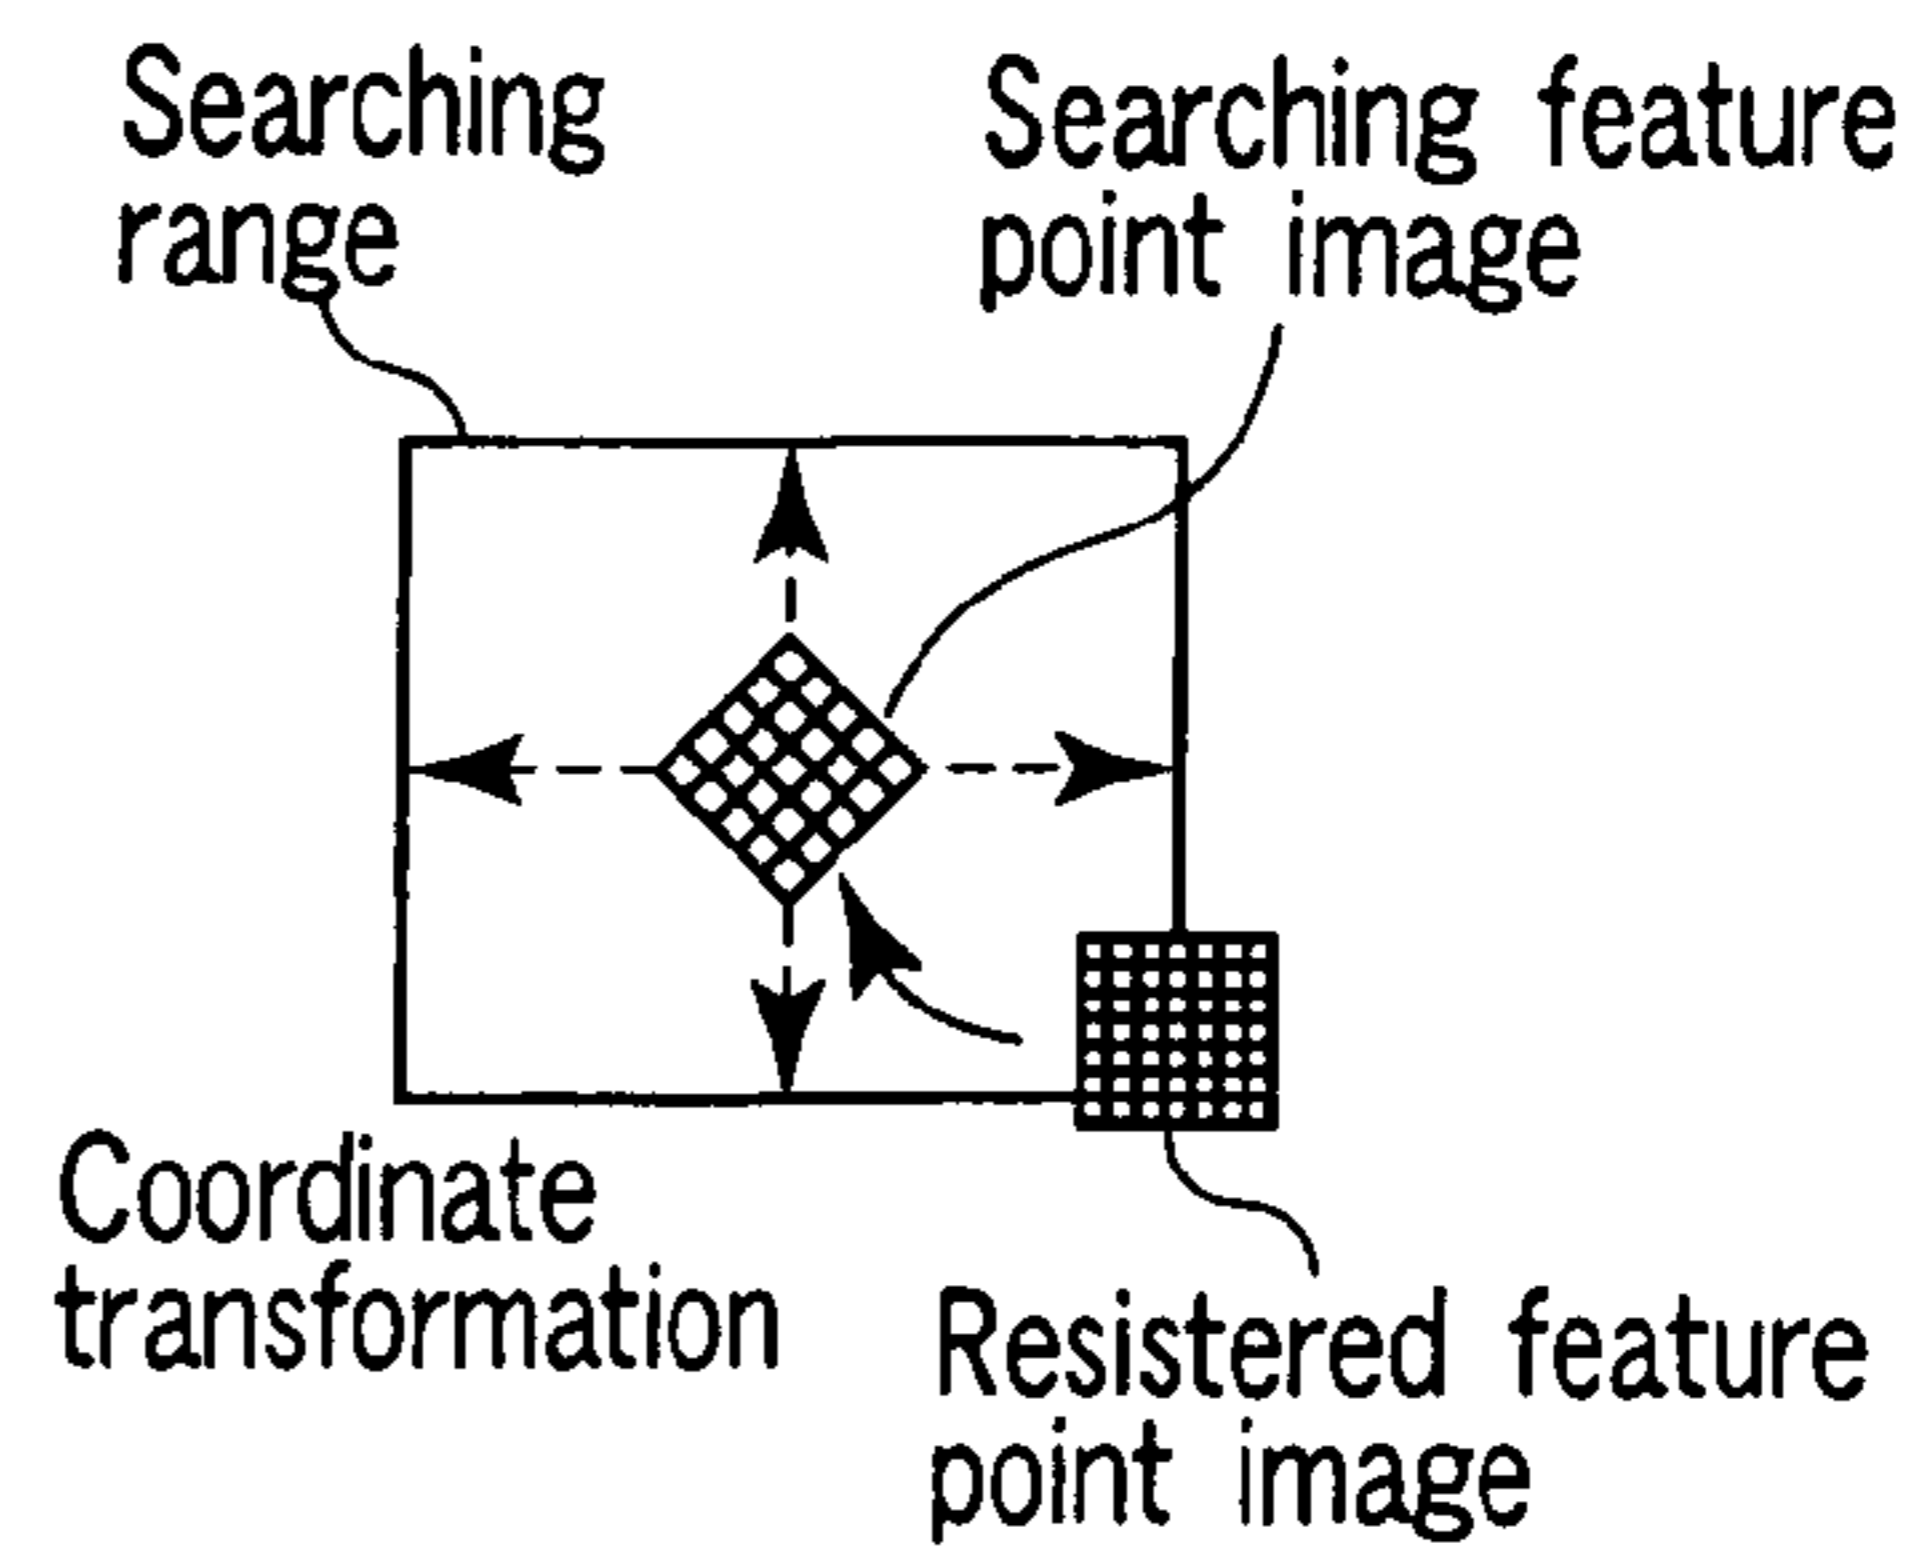 Searching
range
Searching feature
point image
Coordinate
transformation
Resistered feature
point image